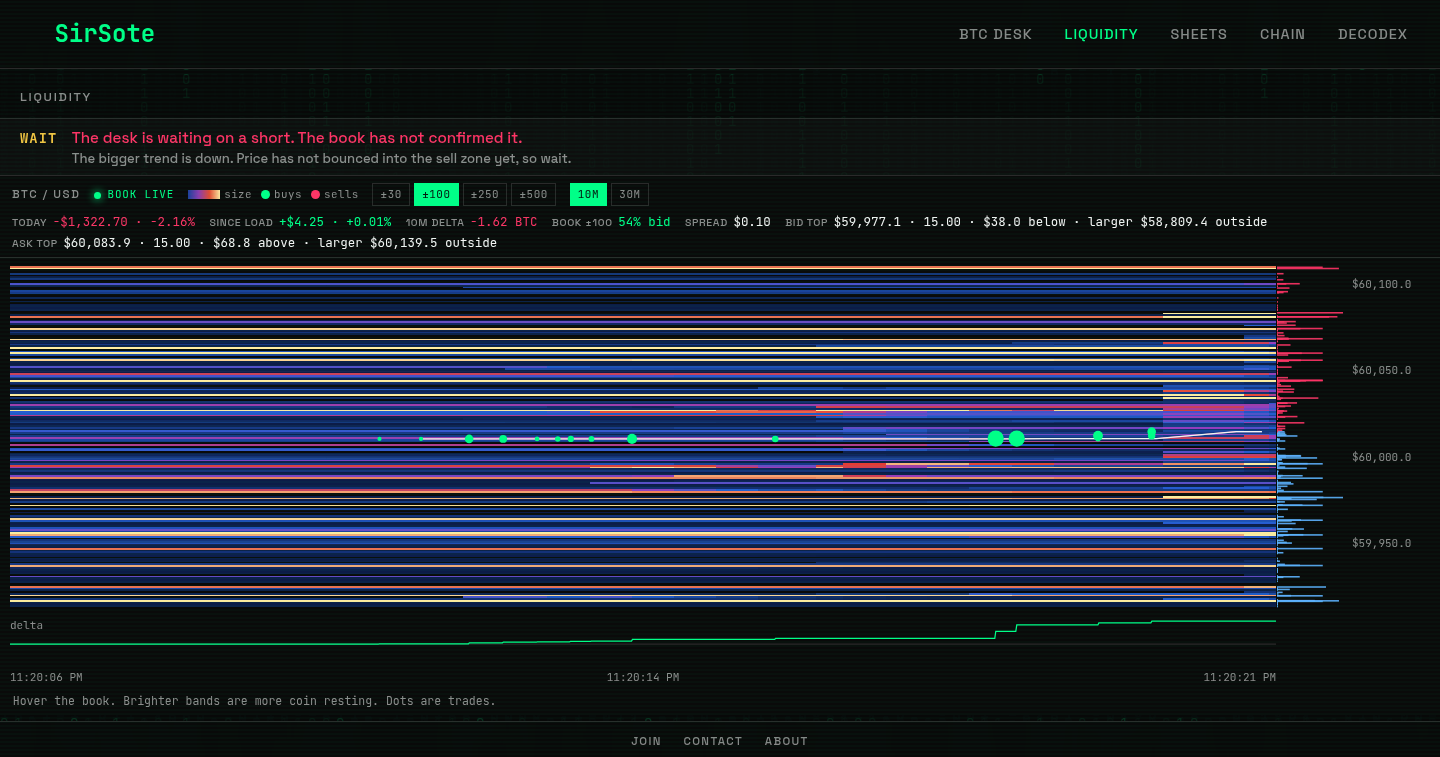 SirSote
BTC DESK LIQUIDITY SHEETS CHAIN DECODEX
LIQUIDITY
WAIT The desk is waiting on a short. The book has not confirmed it.
The bigger trend is down. Price has not bounced into the sell zone yet, so wait.
BTC / USD BOOK LIVE size buys sells ±30 ±100 ±250 ±500 10M 30M
TODAY -$1,322.70 · -2.16% SINCE LOAD +$4.25 · +0.01% 10M DELTA -1.62 BTC BOOK ±100 54% bid SPREAD $0.10 BID TOP $59,977.1 · 15.00 · $38.0 below · larger $58,809.4 outside
ASK TOP $60,083.9 · 15.00 · $68.8 above · larger $60,139.5 outside
$60,100.0
$60,050.0
$60,000.0
$59,950.0
delta
11:20:06 PM 11:20:14 PM 11:20:21 PM
Hover the book. Brighter bands are more coin resting. Dots are trades.
JOIN CONTACT ABOUT